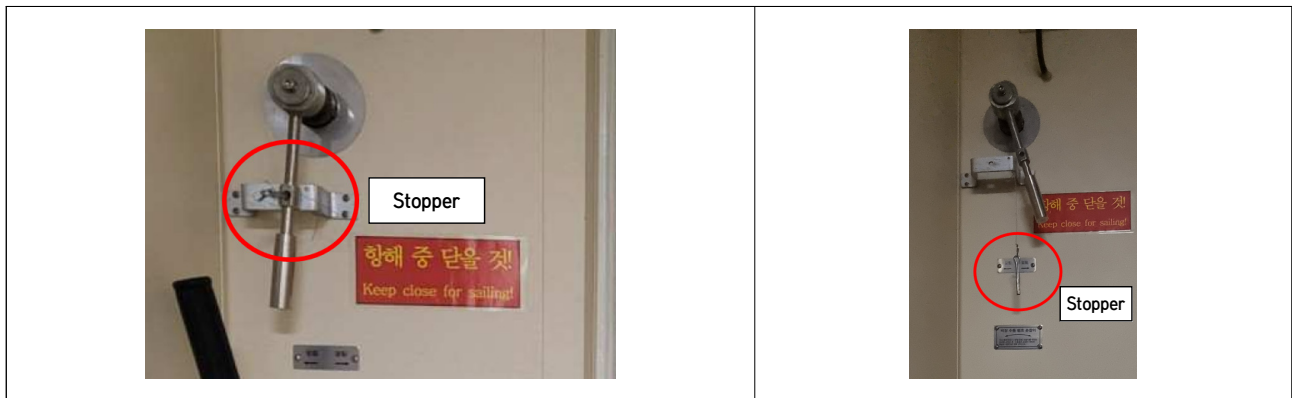 Stopper
항해 중 닫을 것!
Keep close for sailing!
항해 중 닫을 것!
Keep close for sailing!
Stopper